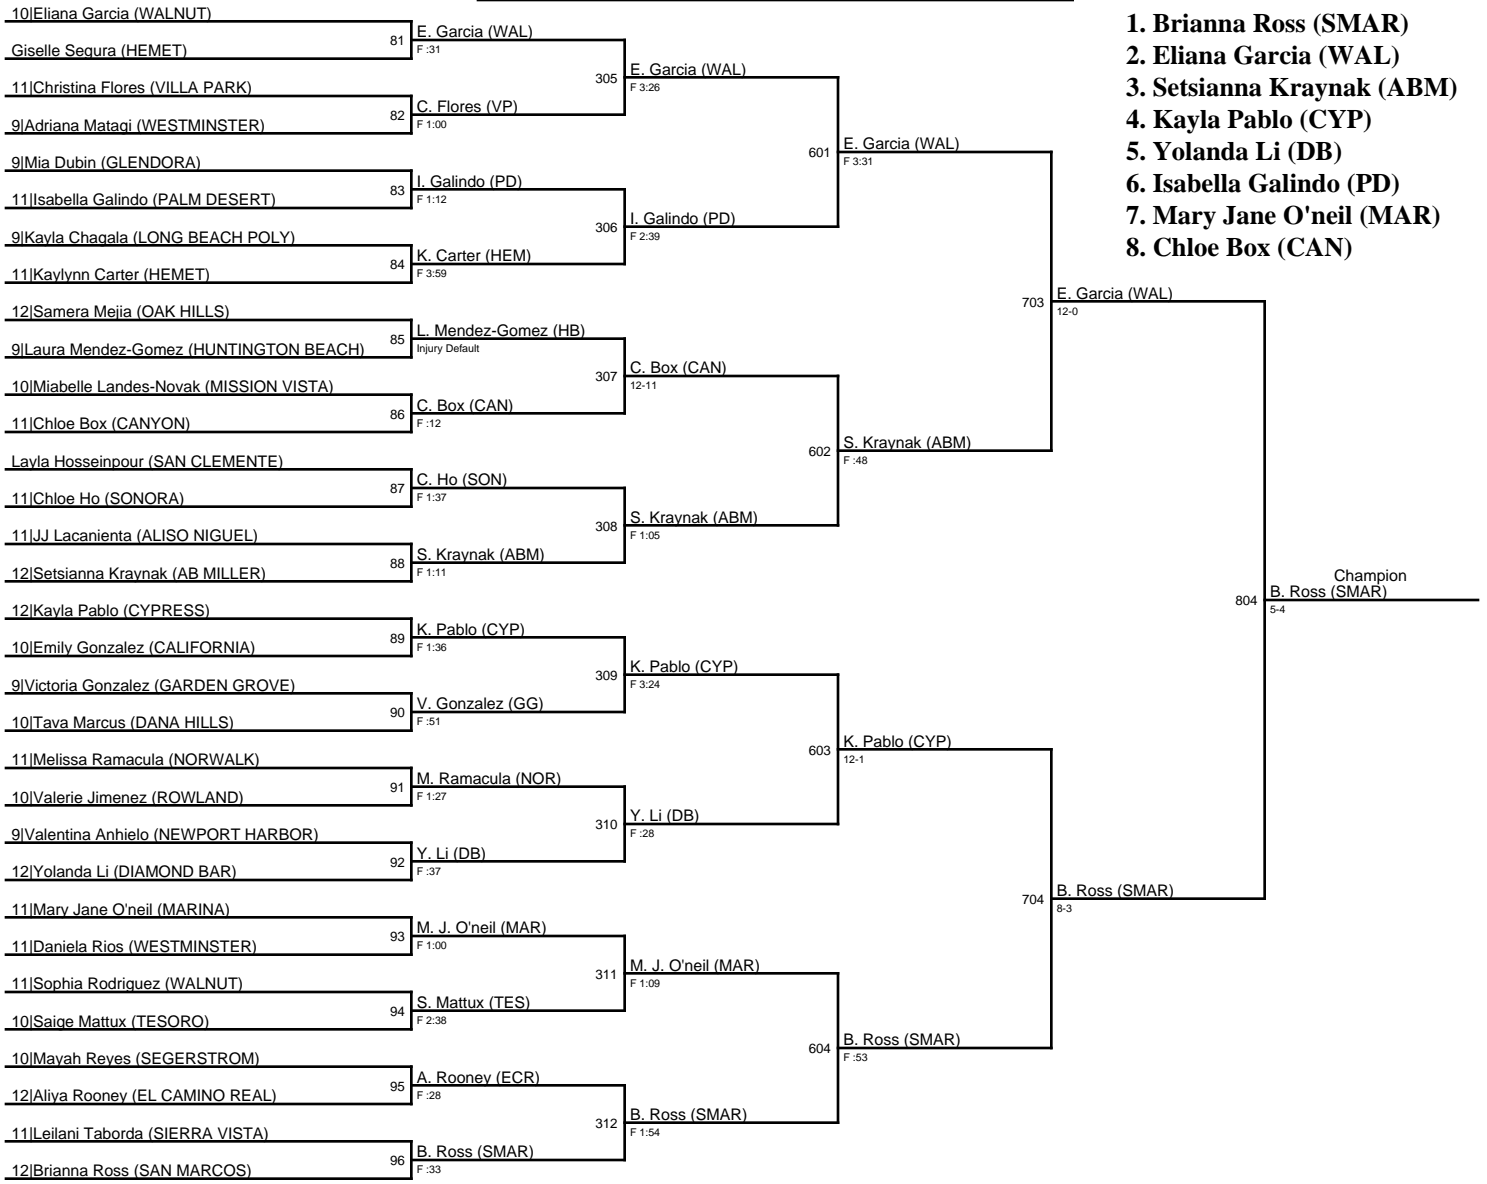 10|Eliana Garcia (WALNUT)
Giselle Segura (HEMET)
11|Christina Flores (VILLA PARK)
9|Adriana Matagi (WESTMINSTER)
9|Mia Dubin (GLENDORA)
11|Isabella Galindo (PALM DESERT)
9|Kayla Chagala (LONG BEACH POLY)
11|Kaylynn Carter (HEMET)
12|Samera Mejia (OAK HILLS)
9|Laura Mendez-Gomez (HUNTINGTON BEACH)
10|Miabelle Landes-Novak (MISSION VISTA)
11|Chloe Box (CANYON)
Layla Hosseinpour (SAN CLEMENTE)
11|Chloe Ho (SONORA)
11|JJ Lacanienta (ALISO NIGUEL)
12|Setsianna Kraynak (AB MILLER)
12|Kayla Pablo (CYPRESS)
10|Emily Gonzalez (CALIFORNIA)
9|Victoria Gonzalez (GARDEN GROVE)
10|Tava Marcus (DANA HILLS)
11|Melissa Ramacula (NORWALK)
10|Valerie Jimenez (ROWLAND)
9|Valentina Anhielo (NEWPORT HARBOR)
12|Yolanda Li (DIAMOND BAR)
11|Mary Jane O'neil (MARINA)
11|Daniela Rios (WESTMINSTER)
11|Sophia Rodriguez (WALNUT)
10|Saige Mattux (TESORO)
10|Mayah Reyes (SEGERSTROM)
12|Aliya Rooney (EL CAMINO REAL)
11|Leilani Taborda (SIERRA VISTA)
12|Brianna Ross (SAN MARCOS)
81 E. Garcia (WAL)
F :31
82 C. Flores (VP)
F 1:00
83 I. Galindo (PD)
F 1:12
84 K. Carter (HEM)
F 3:59
85 L. Mendez-Gomez (HB)
Injury Default
86 C. Box (CAN)
F :12
87 C. Ho (SON)
F 1:37
88 S. Kraynak (ABM)
F 1:11
89 K. Pablo (CYP)
F 1:36
90 V. Gonzalez (GG)
F :51
91 M. Ramacula (NOR)
F 1:27
92 Y. Li (DB)
F :37
93 M. J. O'neil (MAR)
F 1:00
94 S. Mattux (TES)
F 2:38
95 A. Rooney (ECR)
F :28
96 B. Ross (SMAR)
F :33
305 E. Garcia (WAL)
F 3:26
306 I. Galindo (PD)
F 2:39
307 C. Box (CAN)
12-11
308 S. Kraynak (ABM)
F 1:05
309 K. Pablo (CYP)
F 3:24
310 Y. Li (DB)
F :28
311 M. J. O'neil (MAR)
F 1:09
312 B. Ross (SMAR)
F 1:54
601 E. Garcia (WAL)
F 3:31
602 S. Kraynak (ABM)
F :48
603 K. Pablo (CYP)
12-1
604 B. Ross (SMAR)
F :53
703 E. Garcia (WAL)
12-0
704 B. Ross (SMAR)
8-3
Champion
804 B. Ross (SMAR)
5-4
1. Brianna Ross (SMAR)
2. Eliana Garcia (WAL)
3. Setsianna Kraynak (ABM)
4. Kayla Pablo (CYP)
5. Yolanda Li (DB)
6. Isabella Galindo (PD)
7. Mary Jane O'neil (MAR)
8. Chloe Box (CAN)